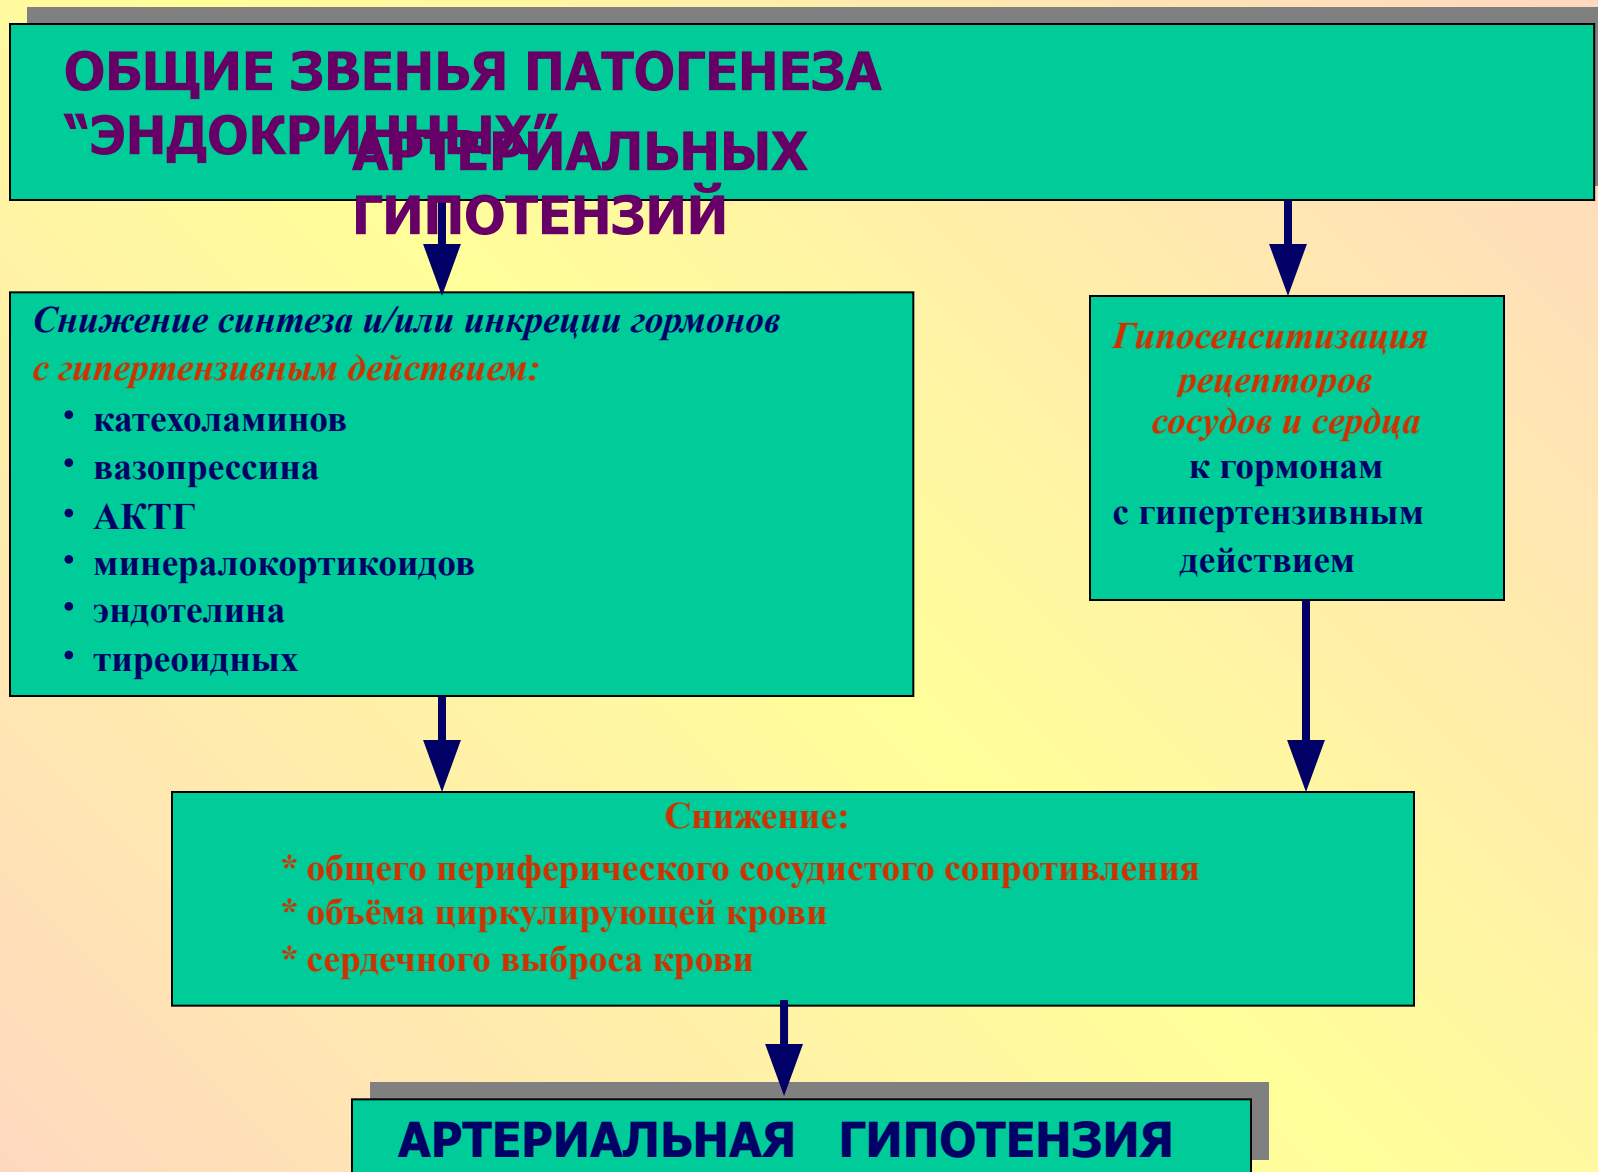 ОБЩИЕ ЗВЕНЬЯ ПАТОГЕНЕЗА
“ЭНДОКРИННЫХ”
АРТЕРИАЛЬНЫХ
ГИПОТЕНЗИЙ
Снижение синтеза и/или инкреции гормонов
с гипертензивным действием:
• катехоламинов
• вазопрессина
• АКТГ
• минералокортикоидов
• эндотелина
• тиреоидных
Гипосенситизация
рецепторов
сосудов и сердца
к гормонам
с гипертензивным
действием
Снижение:
* общего периферического сосудистого сопротивления
* объёма циркулирующей крови
* сердечного выброса крови
АРТЕРИАЛЬНАЯ ГИПОТЕНЗИЯ